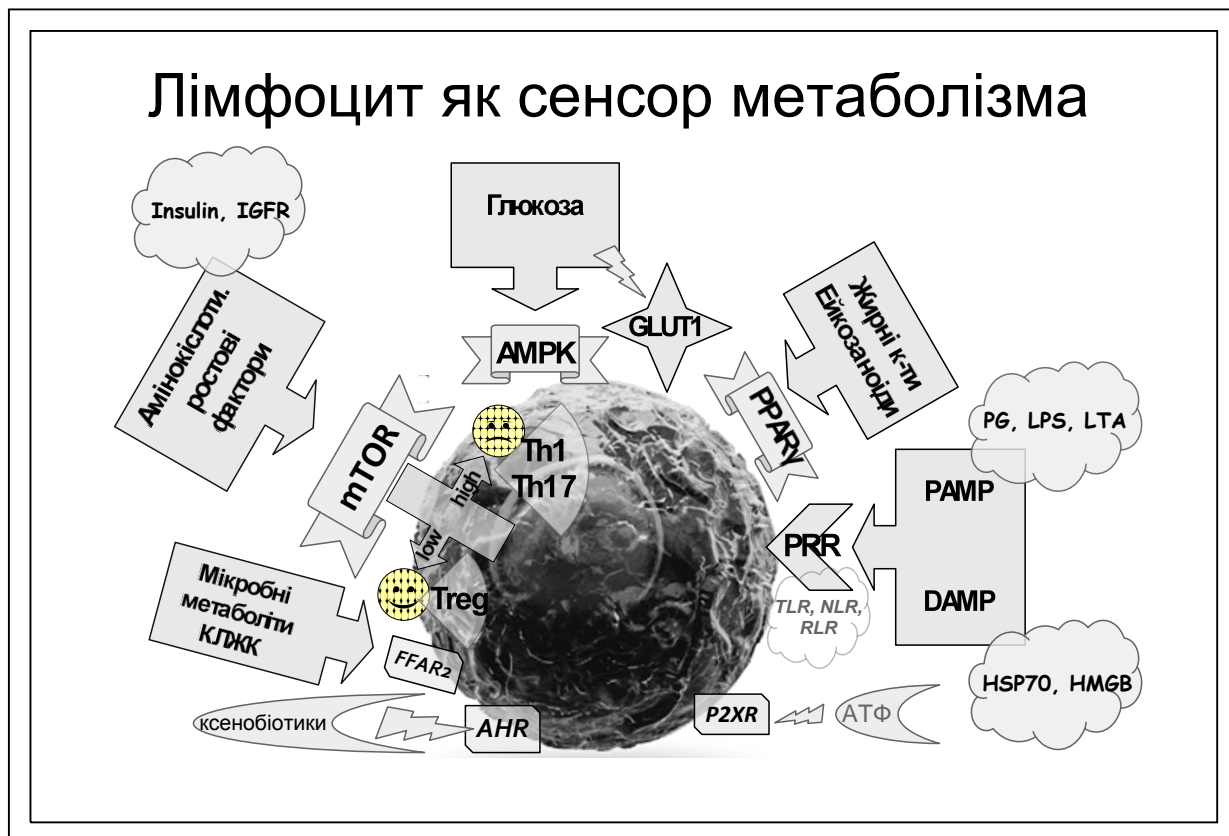 Лімфоцит як сенсор метаболізма
Insulin, IGFR
Амінокіслоти.
ростові
фактори
Глюкоза
GLUT1
AMPK
Жирні к-ти
Ейкозаноїди
PPARγ
mTOR
high
low
Th1
Th17
Treg
PG, LPS, LTA
PAMP
DAMP
PRR
TLR, NLR,
RLR
HSP70, HMGB
Мікробні
метаболіти
КЛЖК
FFAR2
ксенобіотики
AHR
P2XR
АТФ